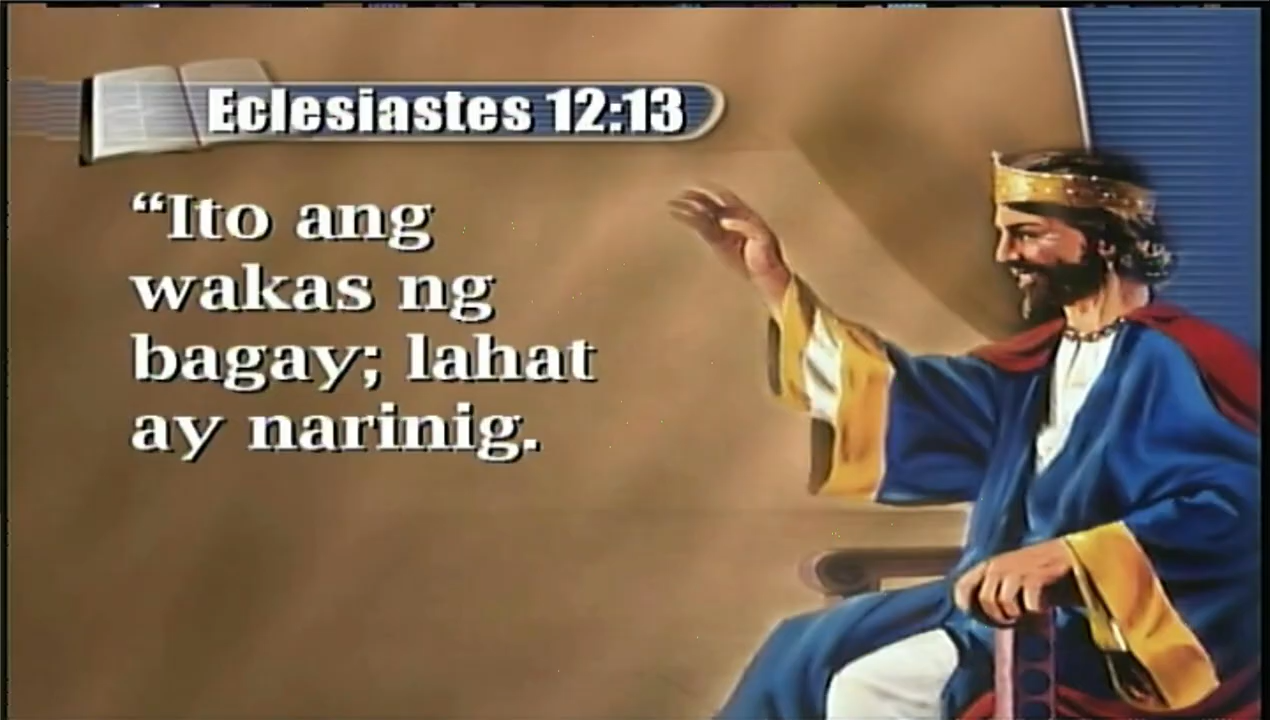 Eclesiastes 12:13
“Ito ang
wakas ng
bagay; lahat
ay narinig.